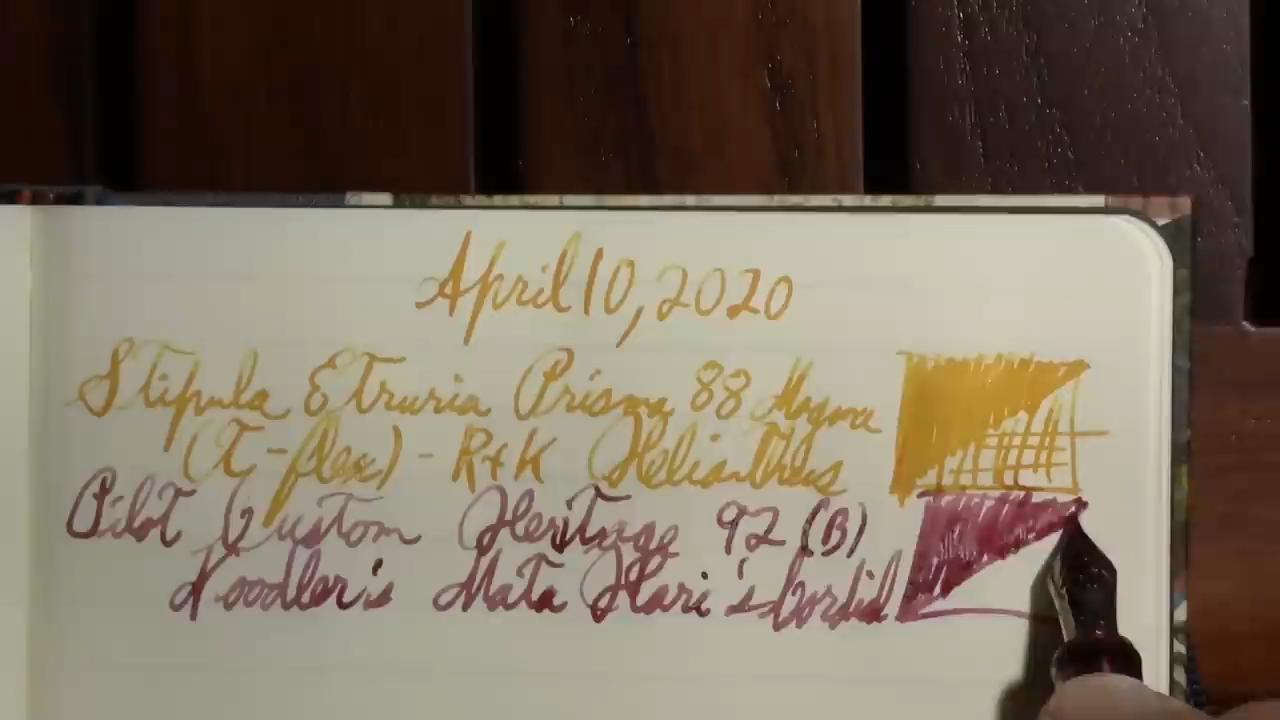 April 10, 2020
Stipula Etruria Prisma 88 Magma
(T-flex) - R+K Helianthus
Pilot Custom Heritage 92 (B)
Noodler's Mata Hari's Cordial